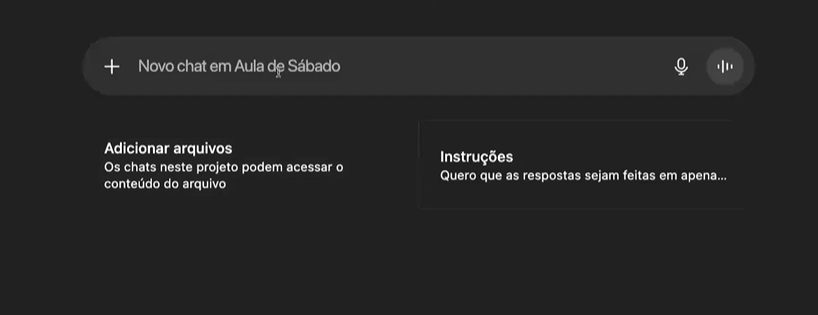 Novo chat em Aula de Sábado
Adicionar arquivos
Os chats neste projeto podem acessar o
conteúdo do arquivo
Instruções
Quero que as respostas sejam feitas em apena...